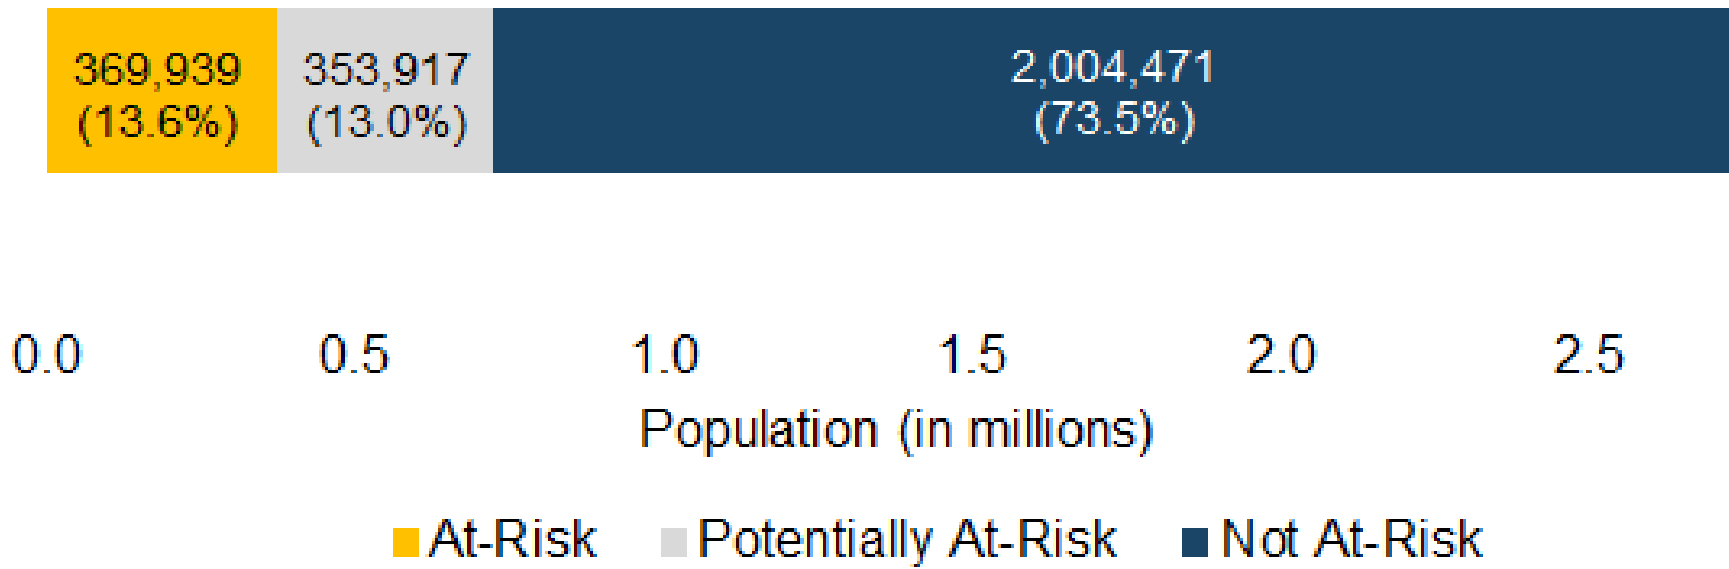 369,939
(13.6%)
353,917
(13.0%)
2,004,471
(73.5%)
0.0 0.5 1.0 1.5 2.0 2.5
Population (in millions)
At-Risk Potentially At-Risk Not At-Risk